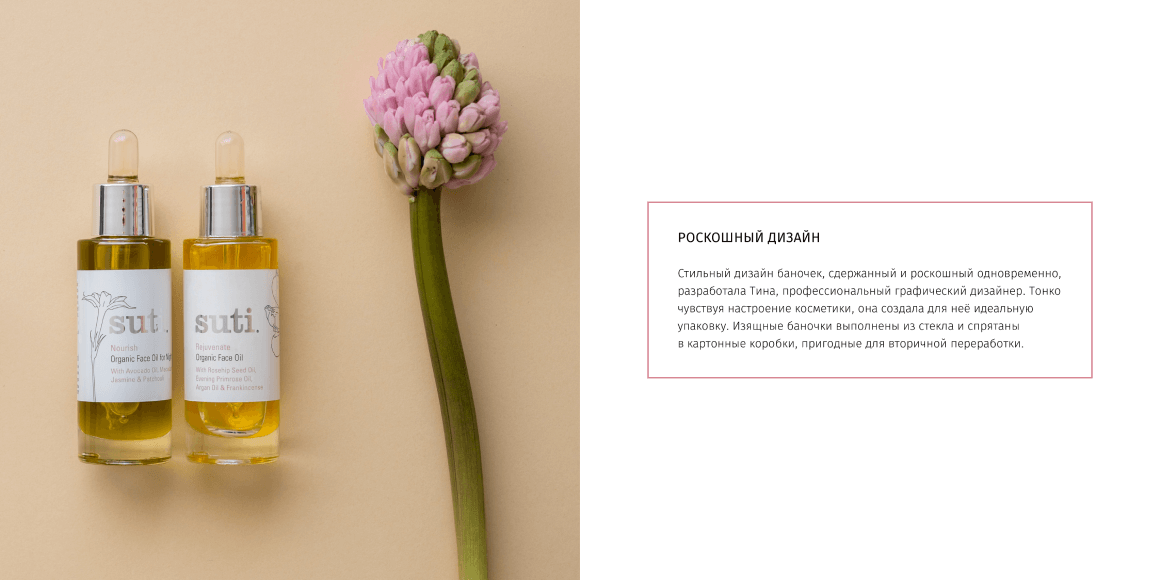 sut .
Nourish
Organic Face Oil for
With Avocado Oil,
Jasmine & Patchouli
suti.
Rejuvenate
Organic Face Oil
With Rosehip Seed Oil,
Evening Primrose Oil,
Argan Oil & Frankincense
РОСКОШНЫЙ ДИЗАЙН
Стильный дизайн баночек, сдержанный и роскошный одновременно,
разработала Тина, профессиональный графический дизайнер. Тонко
чувствуя настроение косметики, она создала для неё идеальную
упаковку. Изящные баночки выполнены из стекла и спрятаны
в картонные коробки, пригодные для вторичной переработки.